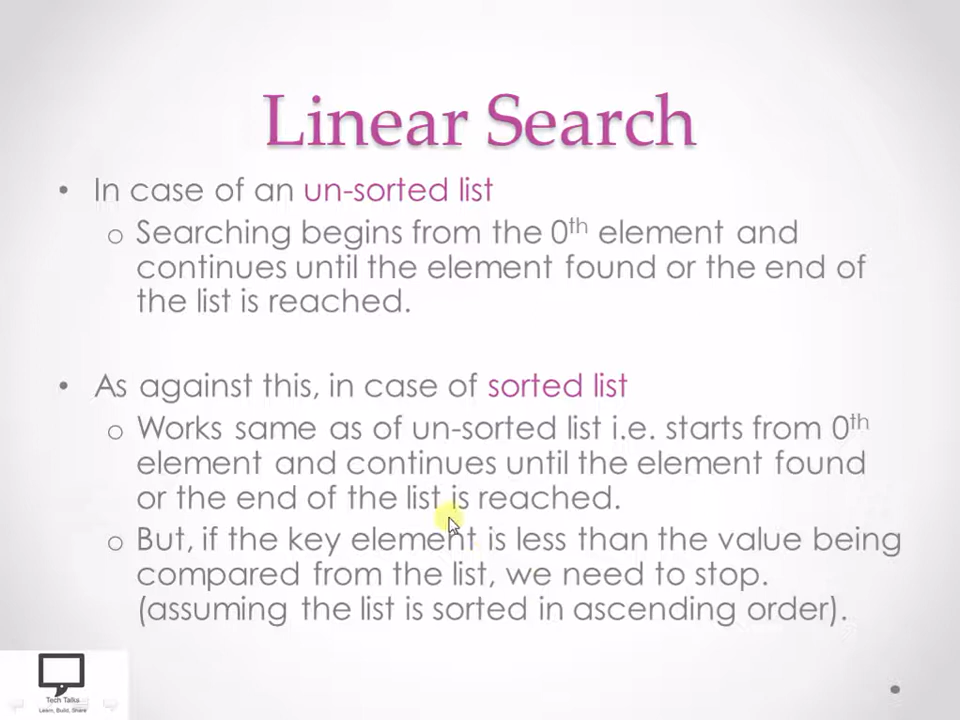 Linear Search
• In case of an un-sorted list
o Searching begins from the 0th element and
continues until the element found or the end of
the list is reached.
• As against this, in case of sorted list
o Works same as of un-sorted list i.e. starts from 0th
element and continues until the element found
or the end of the list is reached.
o But, if the key element is less than the value being
compared from the list, we need to stop.
(assuming the list is sorted in ascending order).
Tech Talks
Learn, Build, Share